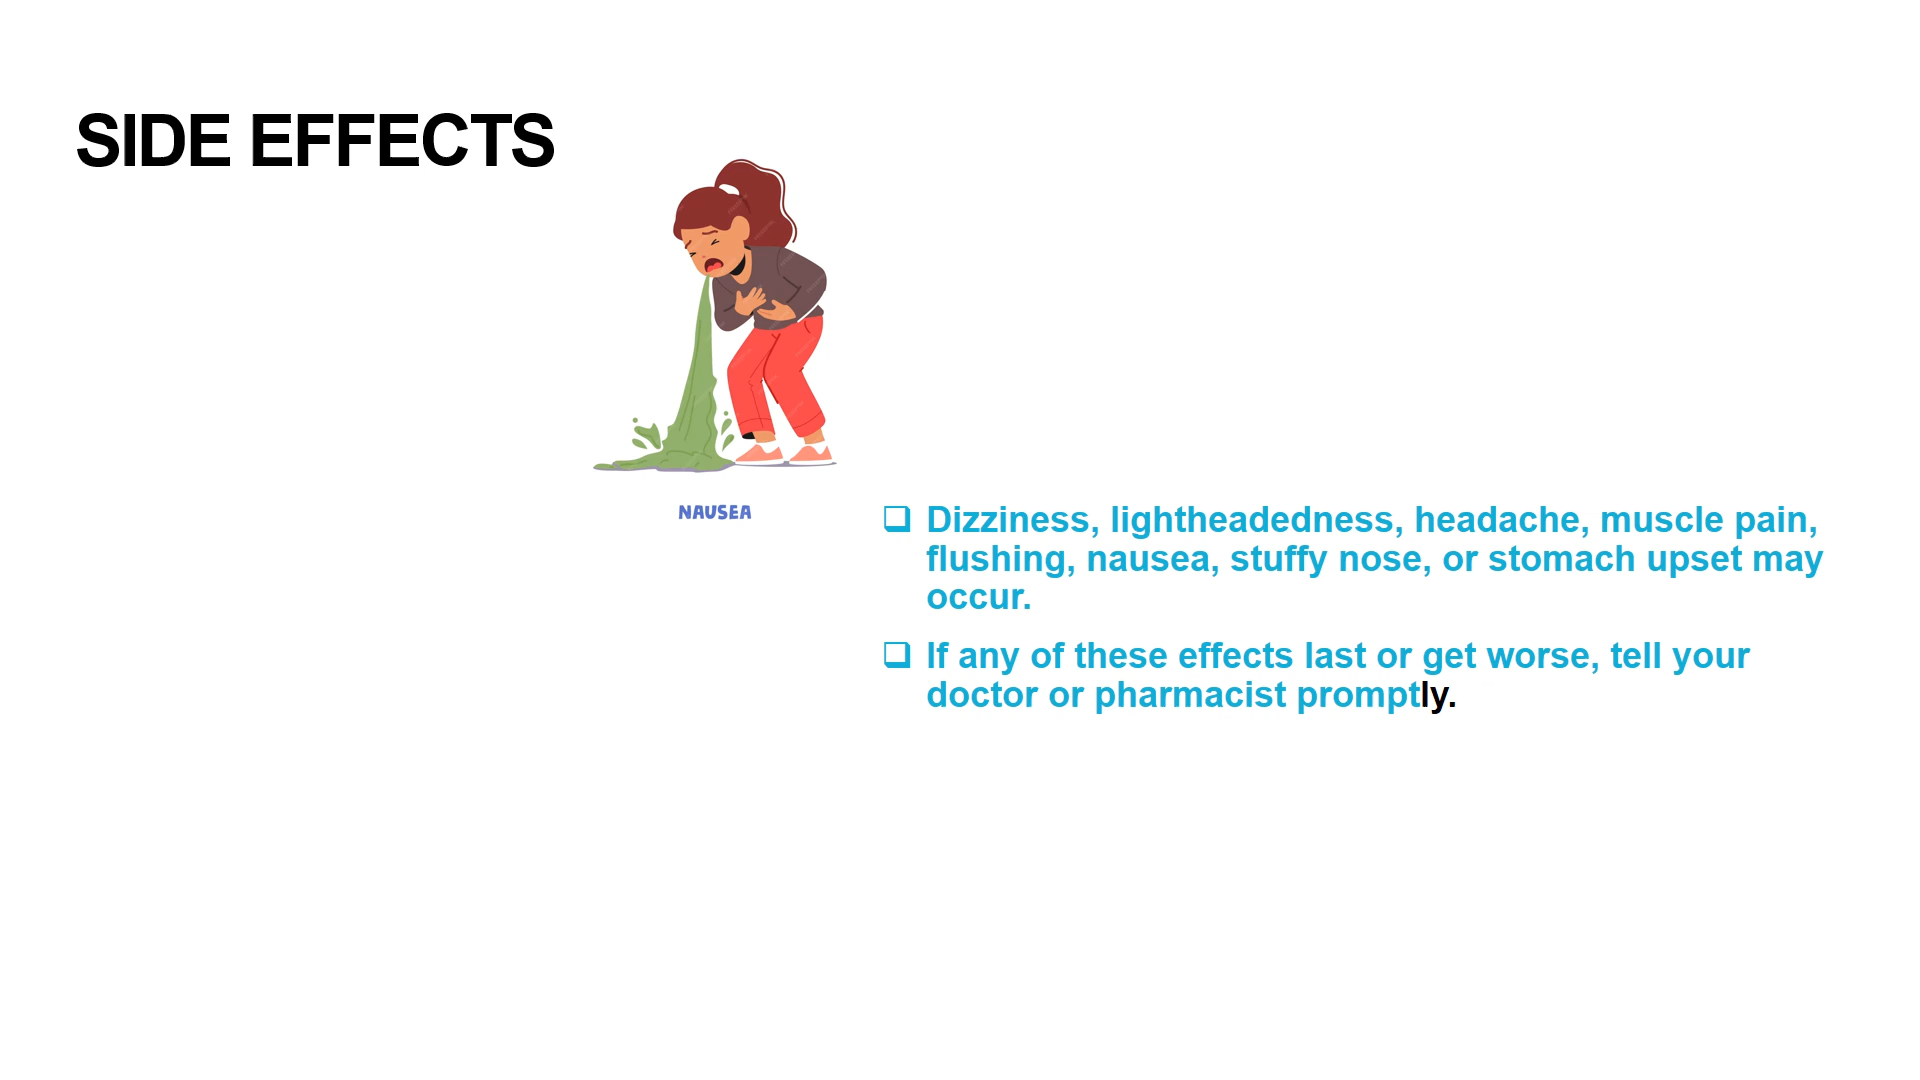 SIDE EFFECTS
NAUSEA
❑ Dizziness, lightheadedness, headache, muscle pain,
flushing, nausea, stuffy nose, or stomach upset may
occur.
❑ If any of these effects last or get worse, tell your
doctor or pharmacist promptly.